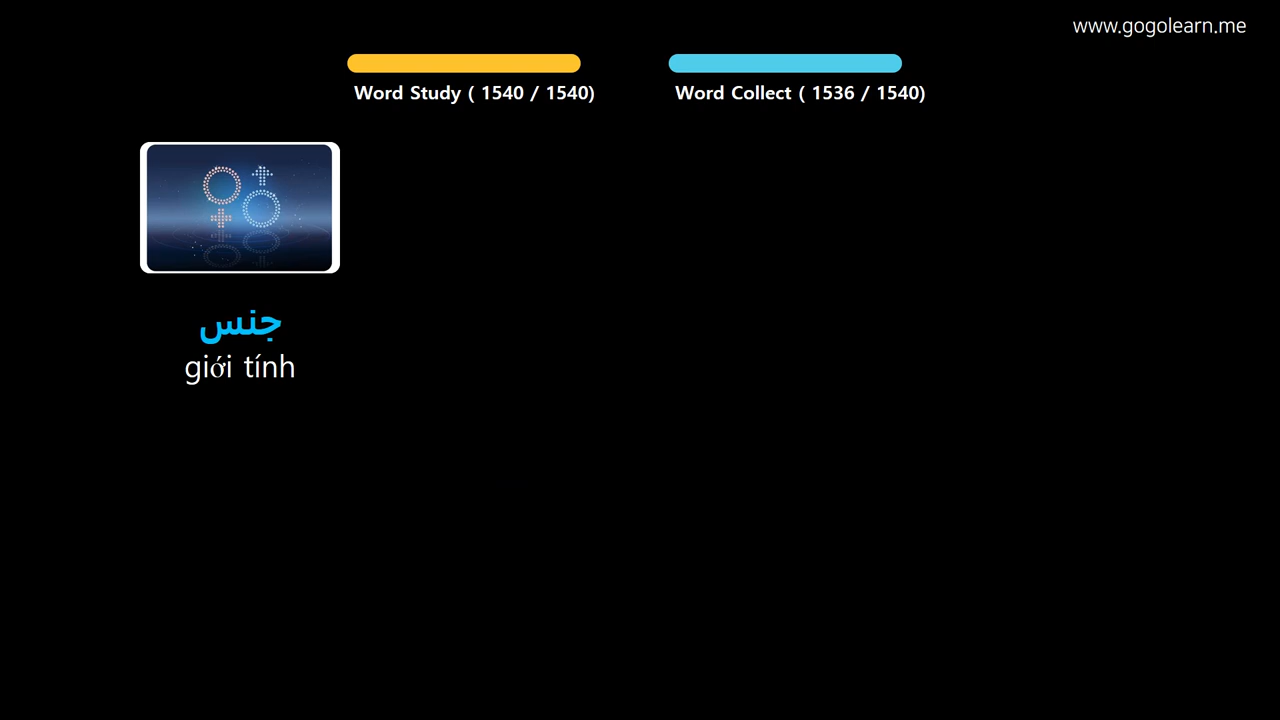 www.gogolearn.me
Word Study ( 1540 / 1540)
Word Collect ( 1536 / 1540)
جنس
giới tính